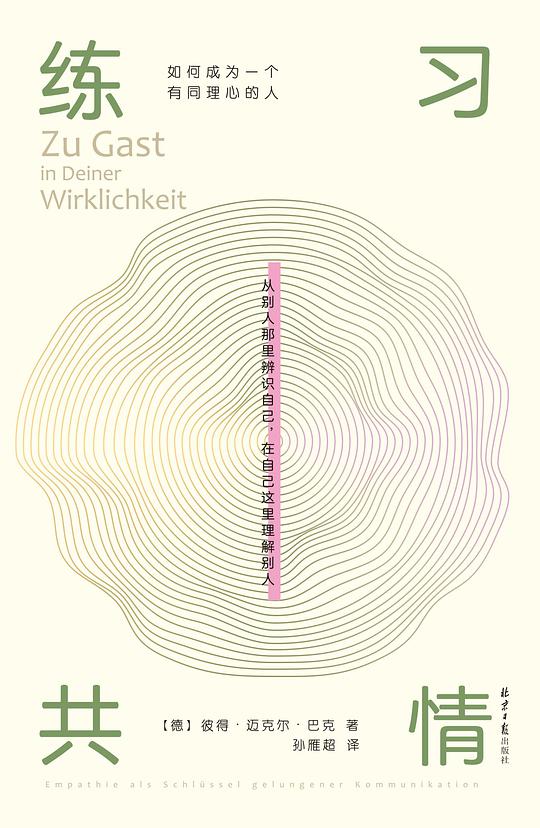 练习
如何成为一个
有同理心的人
Zu Gast
in Deiner
Wirklichkeit
从别人那里辨识自己，在自己这里理解别人
共情
【德】彼得·迈克尔·巴克 著
孙雁超 译
北京日报出版社
Empathie als Schlüssel gelungener Kommunikation